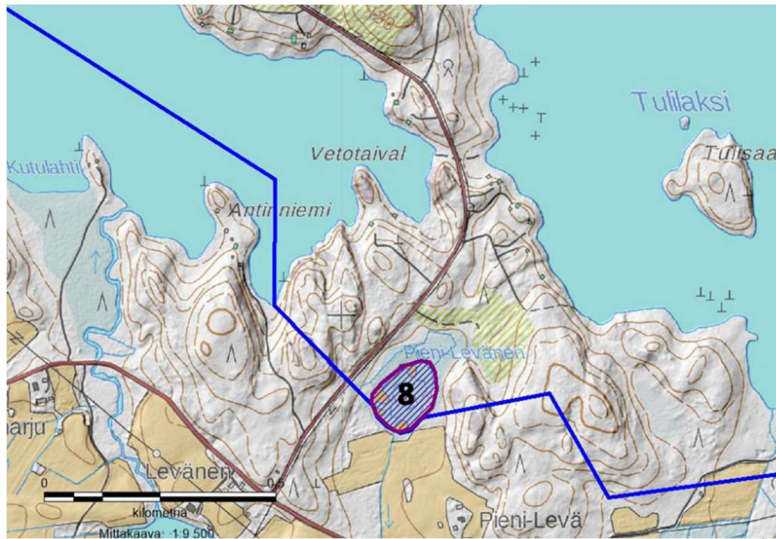 Tulilaksi
Vetotaival
Kutulahti
Antinniemi
Pieni-Levänen
8
Levänen
0
0,5
kilometriä
Mittakaava: 1:9 500
Pieni-Levä